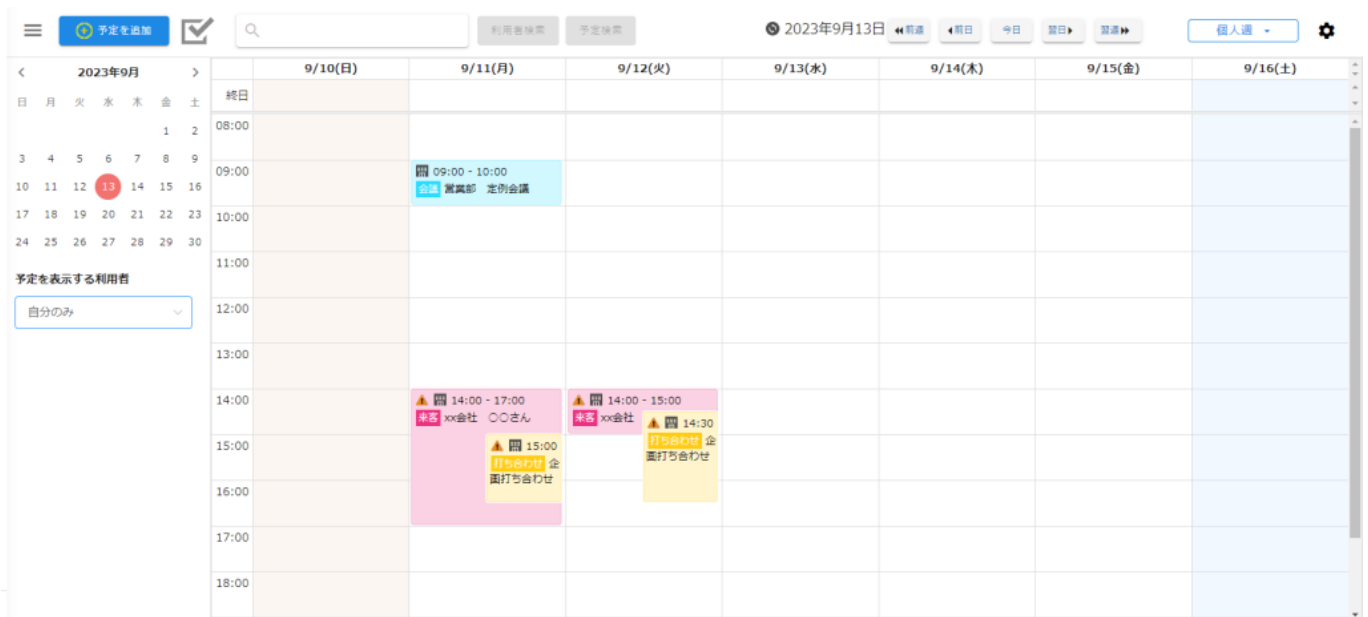 予定を追加 利用者検索 予定検索 2023年9月13日 前週 前日 今日 翌日 翌週 個人週
2023年9月
日 月 火 水 木 金 土
1 2
3 4 5 6 7 8 9
10 11 12 13 14 15 16
17 18 19 20 21 22 23
24 25 26 27 28 29 30
予定を表示する利用者
自分のみ
9/10(日) 9/11(月) 9/12(火) 9/13(水) 9/14(木) 9/15(金) 9/16(土)
終日
08:00
09:00
09:00 - 10:00
会議 営業部 定例会議
10:00
11:00
12:00
13:00
14:00
14:00 - 17:00
来客 xx会社 〇〇さん
15:00
打ち合わせ 企
画打ち合わせ
14:00 - 15:00
来客 xx会社
14:30
打ち合わせ 企
画打ち合わせ
15:00
16:00
17:00
18:00